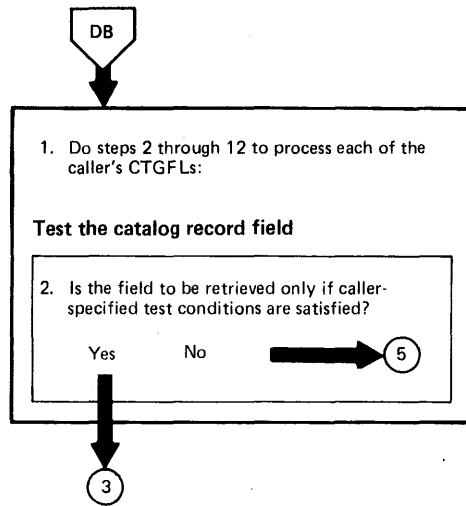 DB
1. Do steps 2 through 12 to process each of the
caller's CTGFLs:
Test the catalog record field
2. Is the field to be retrieved only if caller-
specified test conditions are satisfied?
Yes No 5
3